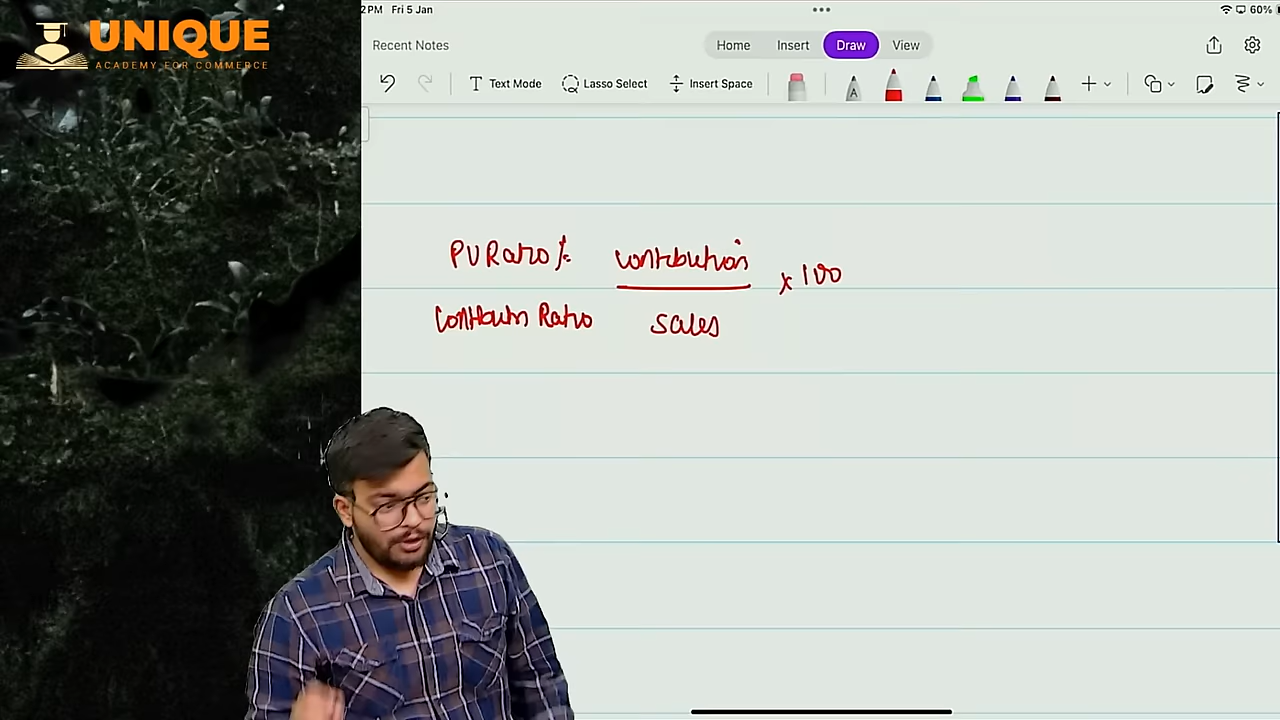 UNIQUE
ACADEMY FOR COMMERCE
2PM Fri 5 Jan
60%
Recent Notes
Home Insert Draw View
Text Mode Lasso Select Insert Space
PV Ratio %= Contribution x 100
Ratio Sales